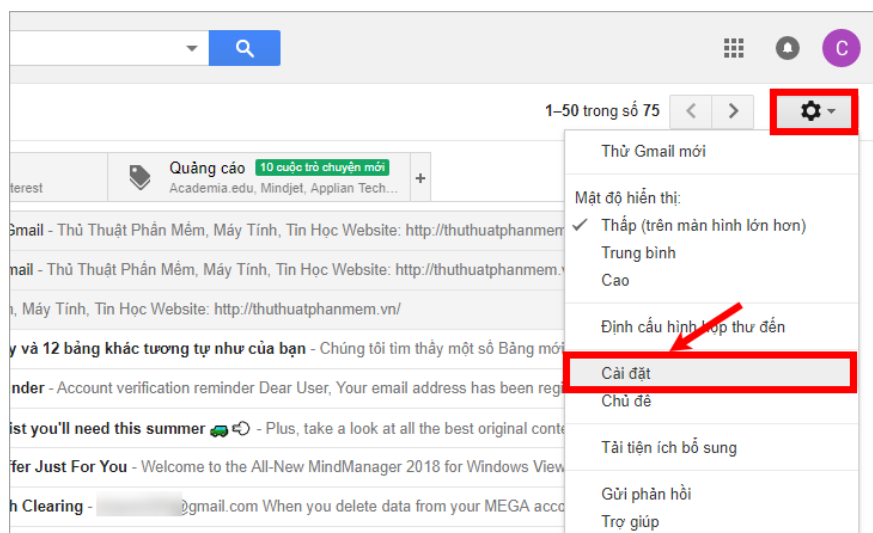 C
1–50 trong số 75
Thử Gmail mới
Quảng cáo 10 cuộc trò chuyện mới
terest Academia.edu, Mindjet, Applian Tech... +
Mật độ hiển thị:
Thấp (trên màn hình lớn hơn)
Trung bình
Cao
Định cấu hình hộp thư đến
Cài đặt
Chủ đề
Tải tiện ích bổ sung
Gửi phản hồi
Trợ giúp
Gmail - Thủ Thuật Phần Mềm, Máy Tính, Tin Học Website: http://thuthuatphanmem
mail - Thủ Thuật Phần Mềm, Máy Tính, Tin Học Website: http://thuthuatphanmem.v
n, Máy Tính, Tin Học Website: http://thuthuatphanmem.vn/
y và 12 bảng khác tương tự như của bạn - Chúng tôi tìm thấy một số Bảng mới
nder - Account verification reminder Dear User, Your email address has been regi
ist you'll need this summer - Plus, take a look at all the best original conte
ffer Just For You - Welcome to the All-New MindManager 2018 for Windows View
h Clearing - @gmail.com When you delete data from your MEGA acco